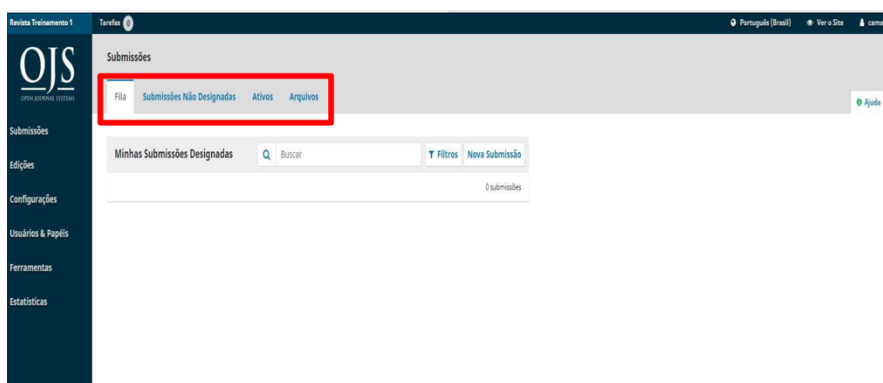 Revista Treinamento 1
Tarefas 0
Português (Brasil)
Ver o Site
OJS
OPEN JOURNAL SYSTEMS
Submissões
Edições
Configurações
Usuários & Papéis
Ferramentas
Estatísticas
Submissões
Fila
Submissões Não Designadas
Ativos
Arquivos
Ajuda
Minhas Submissões Designadas
Buscar
Filtros
Nova Submissão
0 submissões